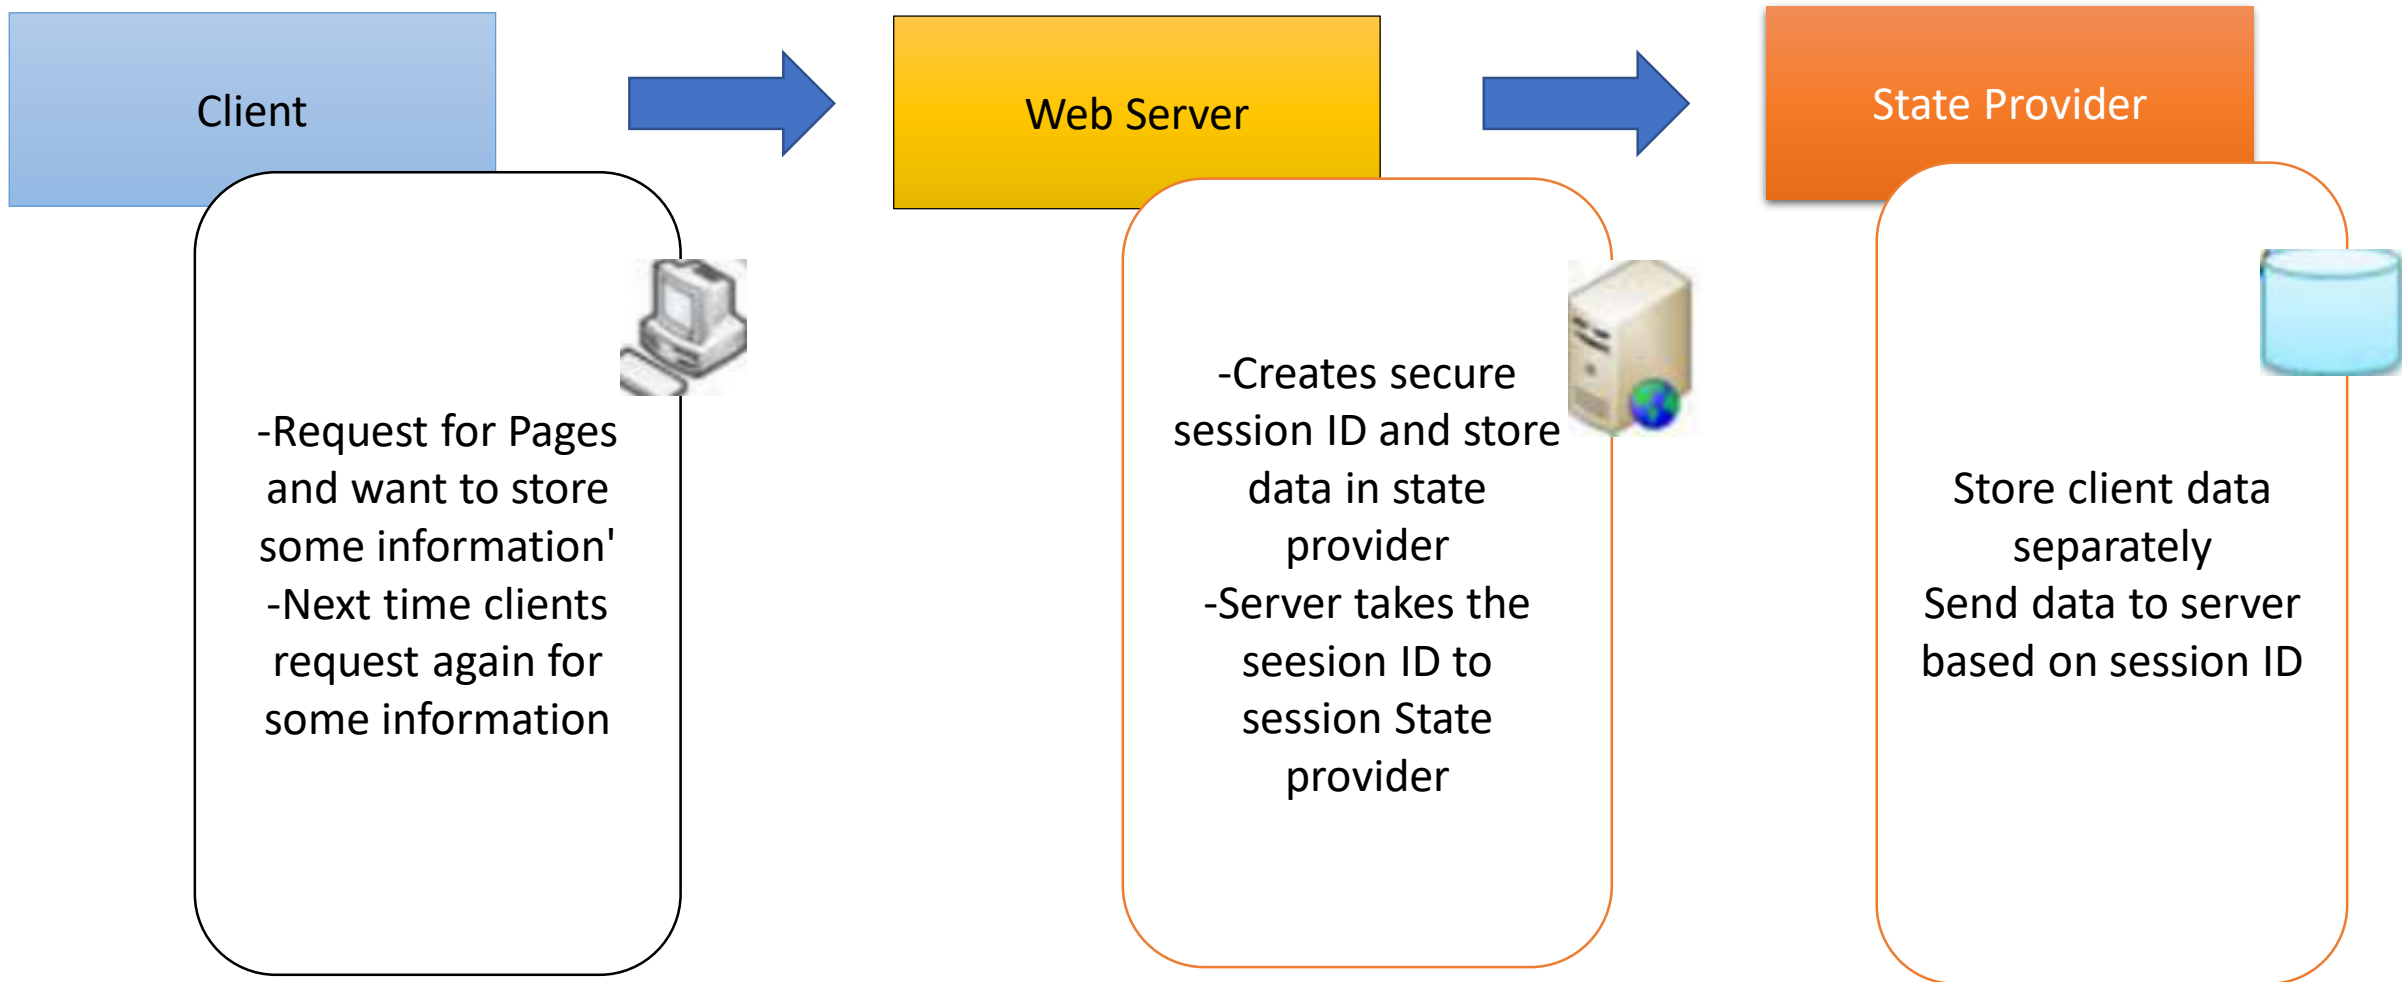 Client
Web Server
State Provider
-Request for Pages
and want to store
some information'
-Next time clients
request again for
some information
-Creates secure
session ID and store
data in state
provider
-Server takes the
seesion ID to
session State
provider
Store client data
separately
Send data to server
based on session ID